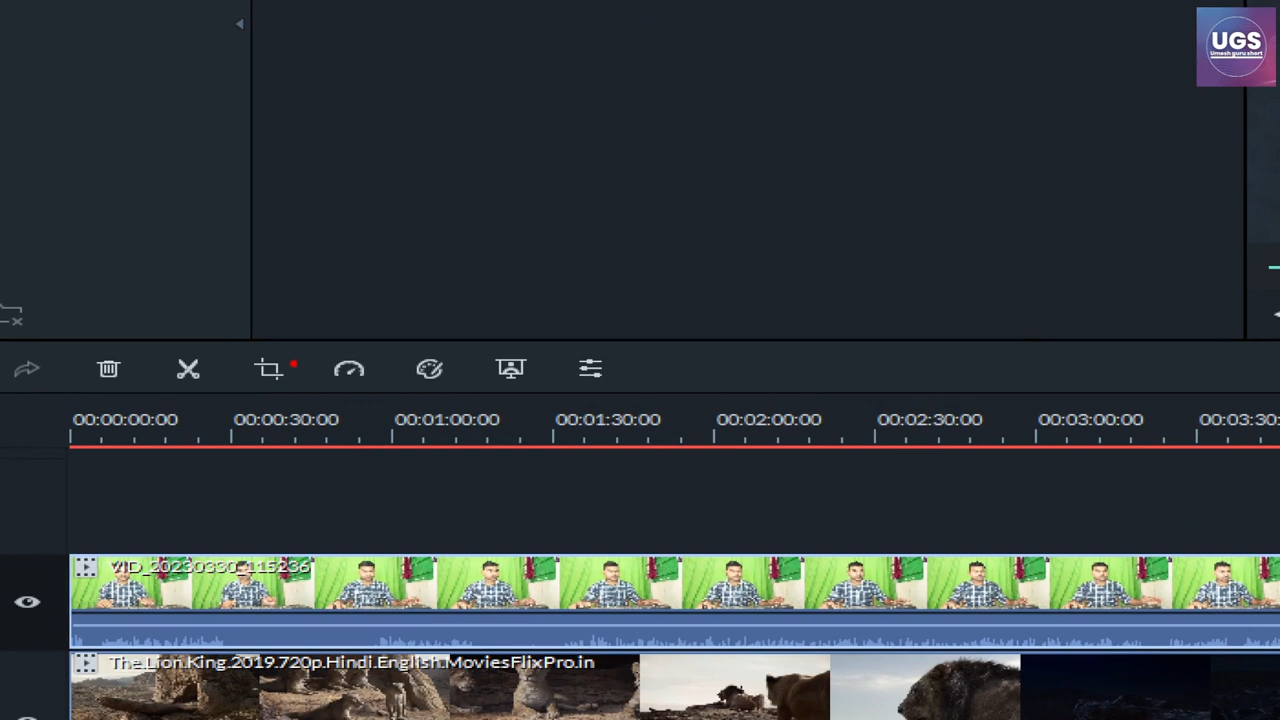 UGS
Umesh guru short
00:00:00:00 00:00:30:00 00:01:00:00 00:01:30:00 00:02:00:00 00:02:30:00 00:03:00:00 00:03:30:
VID_20230330_115236
The.Lion.King.2019.720p.Hindi.English.MoviesFlixPro.in